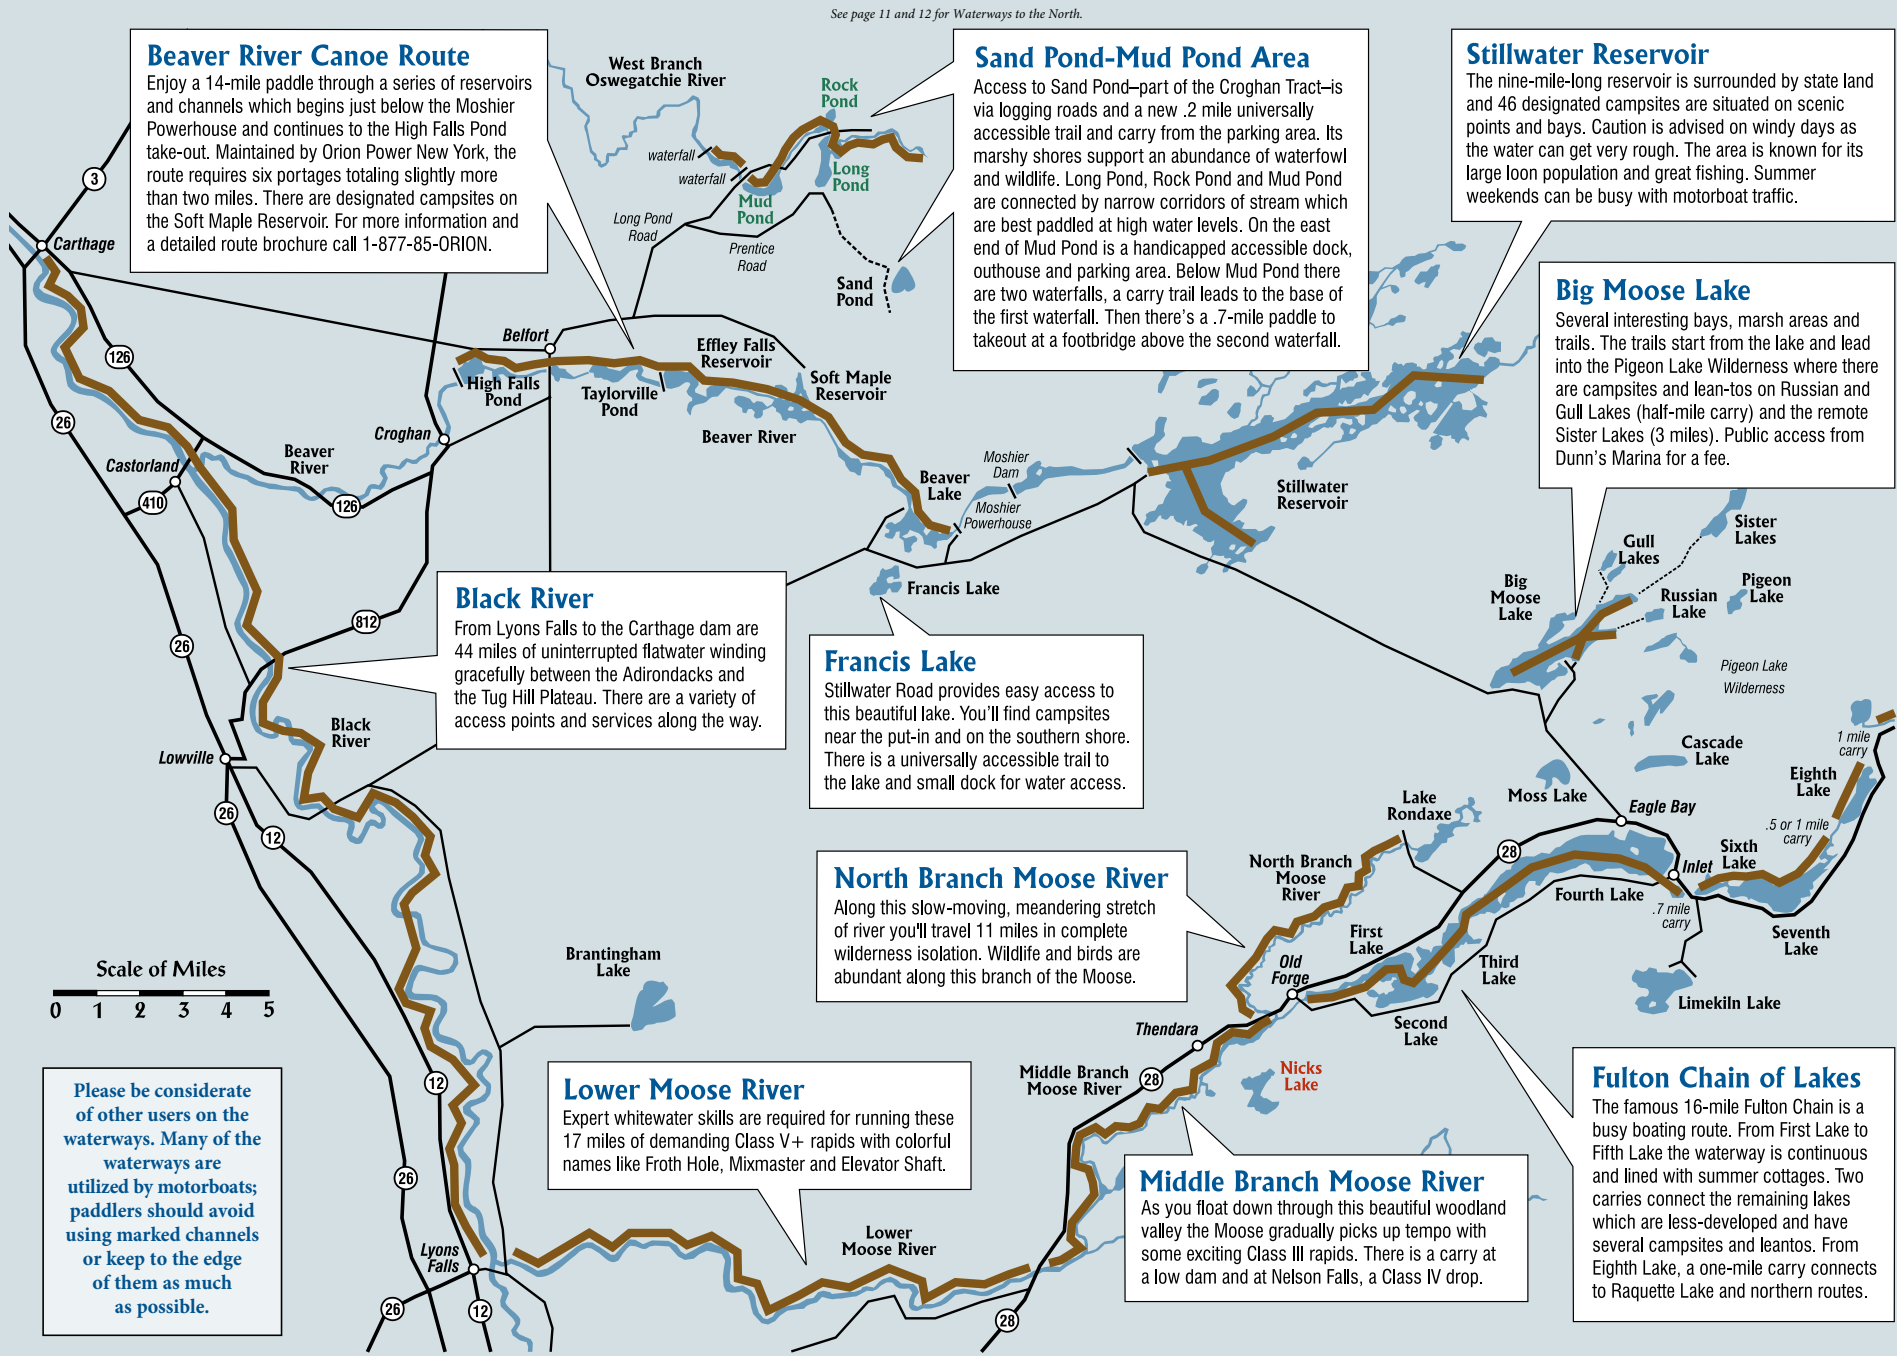 See page 11 and 12 for Waterways to the North.
Beaver River Canoe Route
Enjoy a 14-mile paddle through a series of reservoirs
and channels which begins just below the Moshier
Powerhouse and continues to the High Falls Pond
take-out. Maintained by Orion Power New York, the
route requires six portages totaling slightly more
than two miles. There are designated campsites on
the Soft Maple Reservoir. For more information and
a detailed route brochure call 1-877-85-ORION.
West Branch
Oswegatchie River
Rock
Pond
waterfall
waterfall
Long
Pond
Mud
Pond
Long Pond
Road
Prentice
Road
Sand
Pond
Sand Pond-Mud Pond Area
Access to Sand Pond–part of the Croghan Tract–is
via logging roads and a new .2 mile universally
accessible trail and carry from the parking area. Its
marshy shores support an abundance of waterfowl
and wildlife. Long Pond, Rock Pond and Mud Pond
are connected by narrow corridors of stream which
are best paddled at high water levels. On the east
end of Mud Pond is a handicapped accessible dock,
outhouse and parking area. Below Mud Pond there
are two waterfalls, a carry trail leads to the base of
the first waterfall. Then there's a .7-mile paddle to
takeout at a footbridge above the second waterfall.
Stillwater Reservoir
The nine-mile-long reservoir is surrounded by state land
and 46 designated campsites are situated on scenic
points and bays. Caution is advised on windy days as
the water can get very rough. The area is known for its
large loon population and great fishing. Summer
weekends can be busy with motorboat traffic.
Big Moose Lake
Several interesting bays, marsh areas and
trails. The trails start from the lake and lead
into the Pigeon Lake Wilderness where there
are campsites and lean-tos on Russian and
Gull Lakes (half-mile carry) and the remote
Sister Lakes (3 miles). Public access from
Dunn's Marina for a fee.
3
Carthage
126
26
Belfort
High Falls
Pond
Taylorville
Pond
Effley Falls
Reservoir
Soft Maple
Reservoir
Beaver River
Croghan
Beaver
River
Castorland
410
126
Beaver
Lake
Moshier
Dam
Moshier
Powerhouse
Stillwater
Reservoir
Francis Lake
Sister
Lakes
Gull
Lakes
Big
Moose
Lake
Russian
Lake
Pigeon
Lake
Pigeon Lake
Wilderness
Black River
From Lyons Falls to the Carthage dam are
44 miles of uninterrupted flatwater winding
gracefully between the Adirondacks and
the Tug Hill Plateau. There are a variety of
access points and services along the way.
812
26
Black
River
Lowville
26
12
Francis Lake
Stillwater Road provides easy access to
this beautiful lake. You'll find campsites
near the put-in and on the southern shore.
There is a universally accessible trail to
the lake and small dock for water access.
Cascade
Lake
Moss Lake
Lake
Rondaxe
Eagle Bay
1 mile
carry
Eighth
Lake
.5 or 1 mile
carry
Sixth
Lake
Inlet
28
Fourth Lake
.7 mile
carry
Seventh
Lake
Limekiln Lake
North Branch
Moose
River
First
Lake
Old
Forge
Third
Lake
Second
Lake
North Branch Moose River
Along this slow-moving, meandering stretch
of river you'll travel 11 miles in complete
wilderness isolation. Wildlife and birds are
abundant along this branch of the Moose.
Brantingham
Lake
Scale of Miles
0 1 2 3 4 5
Thendara
Middle Branch
Moose River
28
Nicks
Lake
Please be considerate
of other users on the
waterways. Many of the
waterways are
utilized by motorboats;
paddlers should avoid
using marked channels
or keep to the edge
of them as much
as possible.
12
26
Lower Moose River
Expert whitewater skills are required for running these
17 miles of demanding Class V+ rapids with colorful
names like Froth Hole, Mixmaster and Elevator Shaft.
Middle Branch Moose River
As you float down through this beautiful woodland
valley the Moose gradually picks up tempo with
some exciting Class III rapids. There is a carry at
a low dam and at Nelson Falls, a Class IV drop.
Fulton Chain of Lakes
The famous 16-mile Fulton Chain is a
busy boating route. From First Lake to
Fifth Lake the waterway is continuous
and lined with summer cottages. Two
carries connect the remaining lakes
which are less-developed and have
several campsites and leantos. From
Eighth Lake, a one-mile carry connects
to Raquette Lake and northern routes.
Lower
Moose River
Lyons
Falls
26
12
28